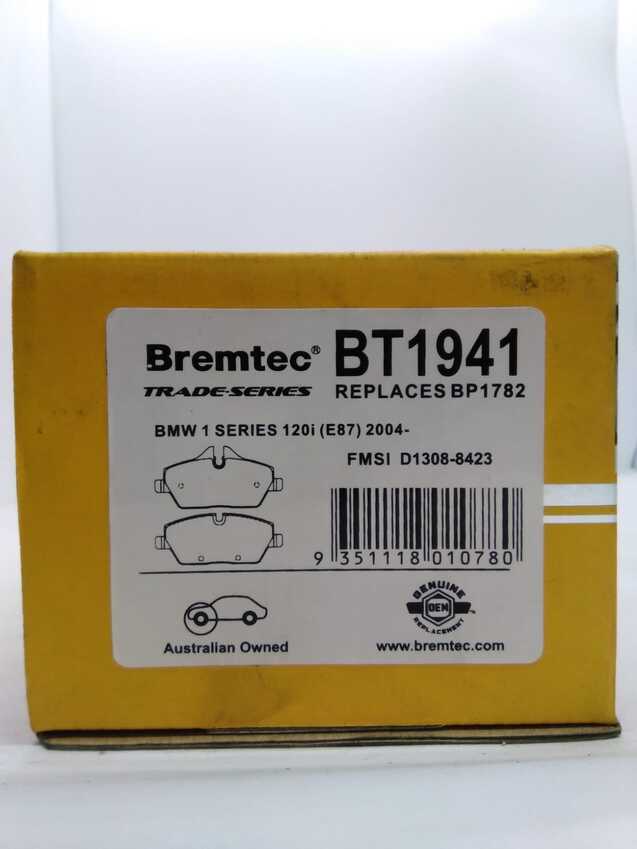 Bremtec® BT1941
TRADE-SERIES REPLACES BP1782
BMW 1 SERIES 120i (E87) 2004-
FMSI D1308-8423
9 351118 010780
GENUINE
OEM
REPLACEMENT
Australian Owned
www.bremtec.com